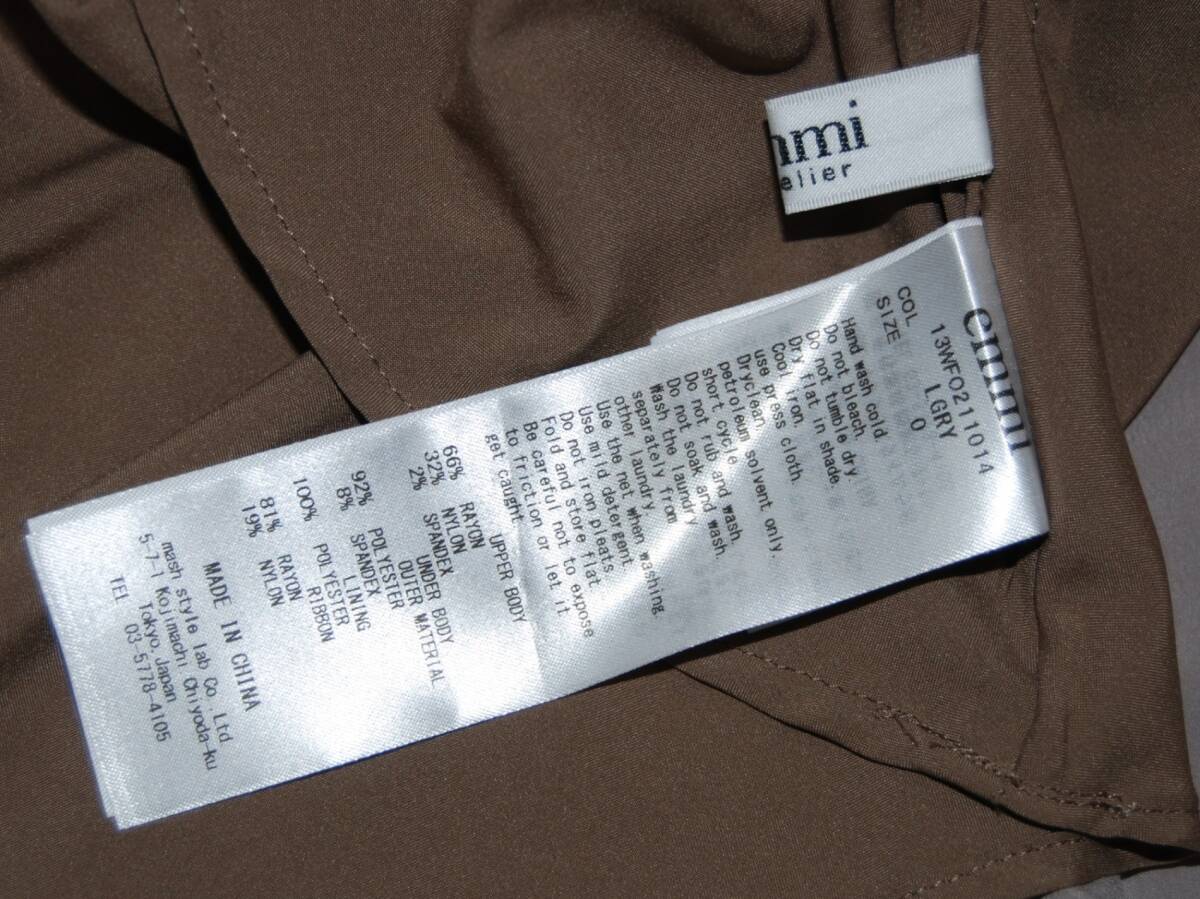 mmi
elier
emmi
13WFO211014
COL LGRY
SIZE 0
Hand wash cold.
Do not bleach.
Do not tumble dry.
Dry flat in shade.
Cool iron.
use press cloth.
Dryclean,
petroleum solvent only.
short cycle
Do not rub and wash.
Do not soak and wash.
Wash the laundry
separately from
other laundry.
Use the net when washing.
Use mild detergent.
Do not iron pleats.
Fold and store flat.
Be careful not to expose
to friction or let it
get caught.
UPPER BODY
66% RAYON
32% NYLON
2% SPANDEX
UNDER BODY
OUTER MATERIAL
92% POLYESTER
8% SPANDEX
LINING
100% POLYESTER
RIBBON
81% RAYON
19% NYLON
MADE IN CHINA
mash style lab Co.,Ltd
5-7-1 Kojimachi Chiyoda-ku
Tokyo,Japan
TEL 03-5778-4105